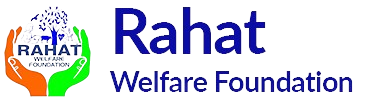 RAHAT
WELFARE
FOUNDATION
Rahat
Welfare Foundation